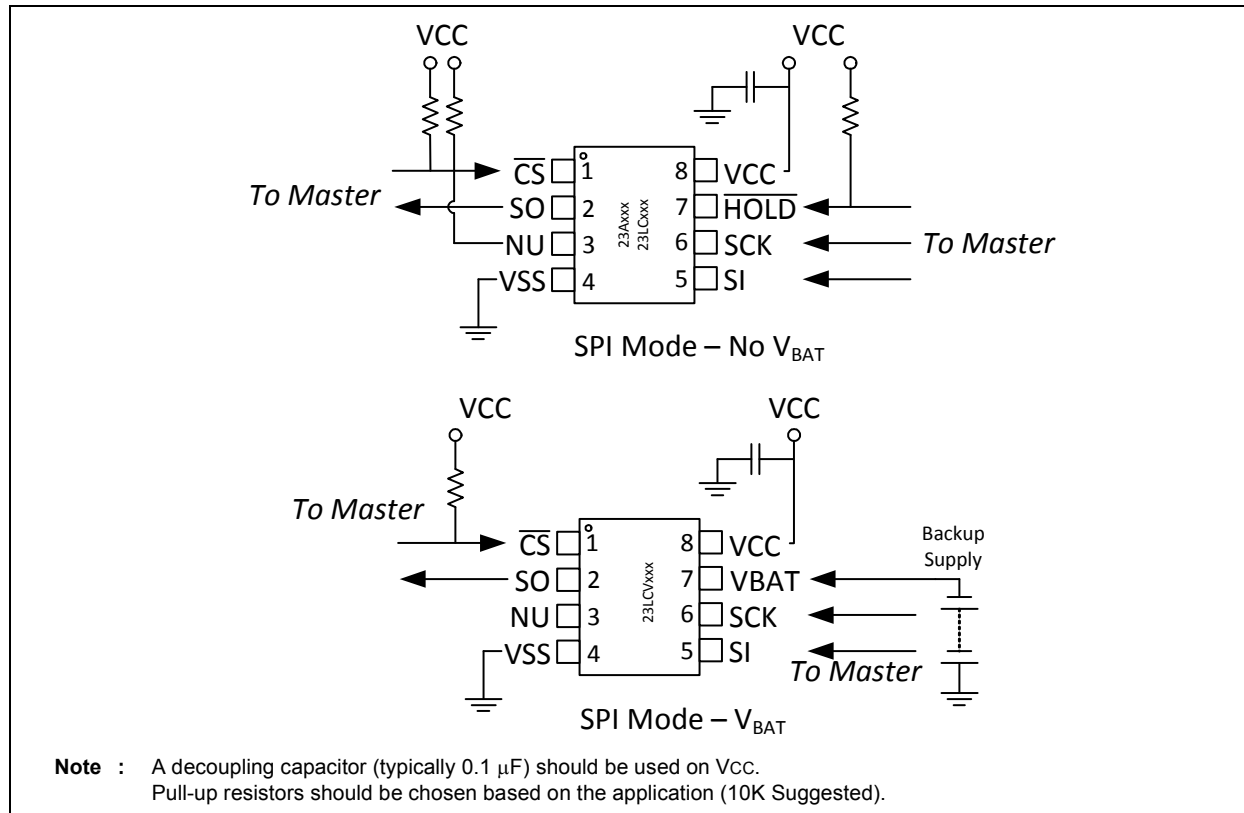 VCC
VCC
CS 1
8 VCC
To Master
SO 2
7 HOLD
NU 3
6 SCK
To Master
VSS 4
5 SI
23Axxx
23LCxxx
SPI Mode – No VBAT
VCC
VCC
To Master
CS 1
8 VCC
Backup
Supply
SO 2
7 VBAT
NU 3
6 SCK
VSS 4
5 SI
To Master
23LCVxxx
SPI Mode – VBAT
Note : A decoupling capacitor (typically 0.1 μF) should be used on VCC.
Pull-up resistors should be chosen based on the application (10K Suggested).